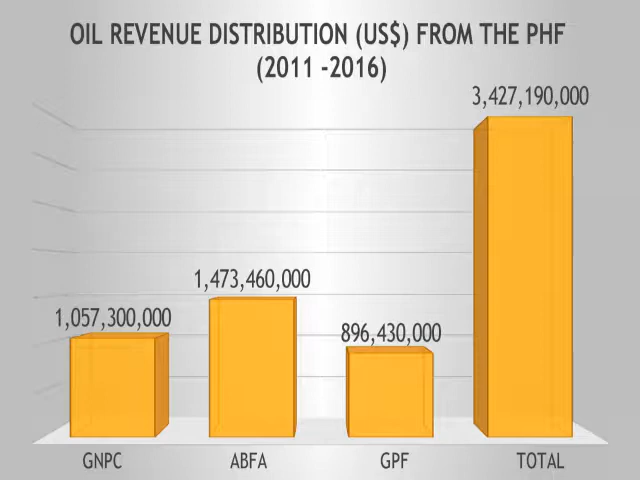 OIL REVENUE DISTRIBUTION (US$) FROM THE PHF
(2011 -2016)
3,427,190,000
1,473,460,000
1,057,300,000
896,430,000
GNPC
ABFA
GPF
TOTAL